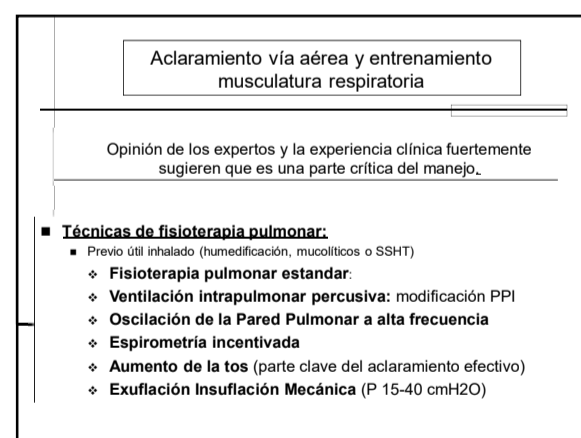 Aclaramiento vía aérea y entrenamiento
musculatura respiratoria
Opinión de los expertos y la experiencia clínica fuertemente
sugieren que es una parte crítica del manejo.
Técnicas de fisioterapia pulmonar:
Previo útil inhalado (humedificación, mucolíticos o SSHT)
Fisioterapia pulmonar estandar:
Ventilación intrapulmonar percusiva: modificación PPI
Oscilación de la Pared Pulmonar a alta frecuencia
Espirometría incentivada
Aumento de la tos (parte clave del aclaramiento efectivo)
Exuflación Insuflación Mecánica (P 15-40 cmH2O)